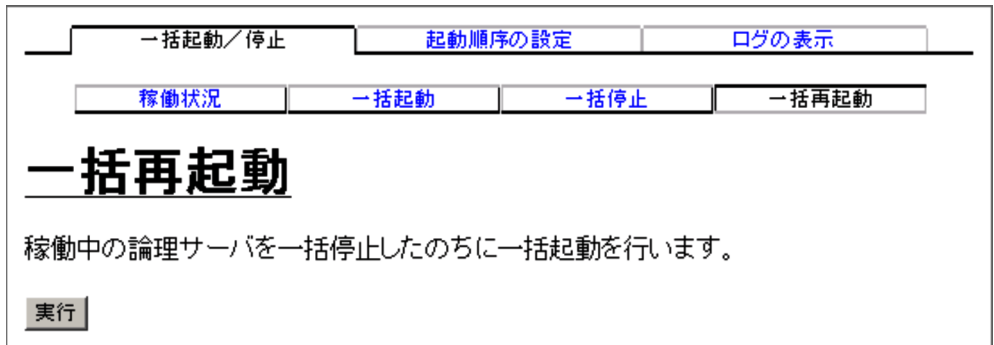 一括起動／停止 起動順序の設定 ログの表示
稼働状況 一括起動 一括停止 一括再起動
一括再起動
稼働中の論理サーバを一括停止したのちに一括起動を行います。
実行